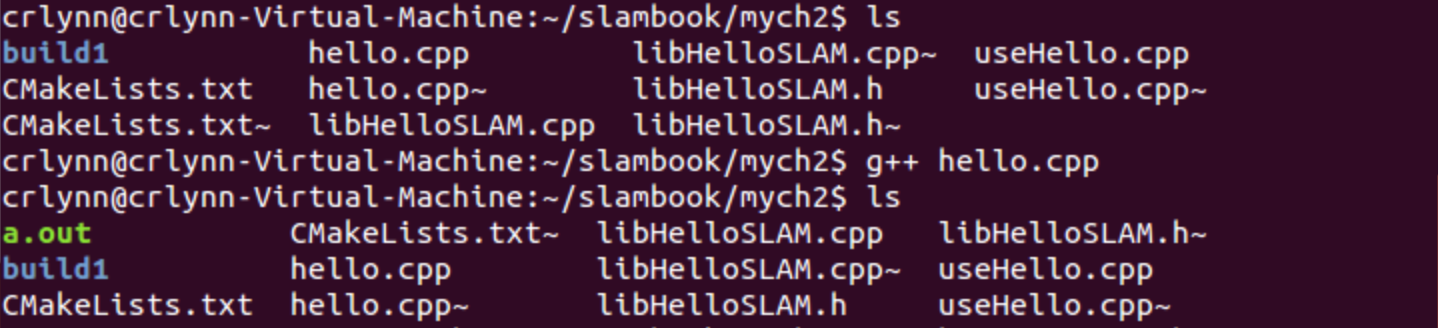 crlynn@crlynn-Virtual-Machine:~/slambook/mych2$ ls
build1 hello.cpp libHelloSLAM.cpp~ useHello.cpp
CMakeLists.txt hello.cpp~ libHelloSLAM.h useHello.cpp~
CMakeLists.txt~ libHelloSLAM.cpp libHelloSLAM.h~
crlynn@crlynn-Virtual-Machine:~/slambook/mych2$ g++ hello.cpp
crlynn@crlynn-Virtual-Machine:~/slambook/mych2$ ls
a.out CMakeLists.txt~ libHelloSLAM.cpp libHelloSLAM.h~
build1 hello.cpp libHelloSLAM.cpp~ useHello.cpp
CMakeLists.txt hello.cpp~ libHelloSLAM.h useHello.cpp~